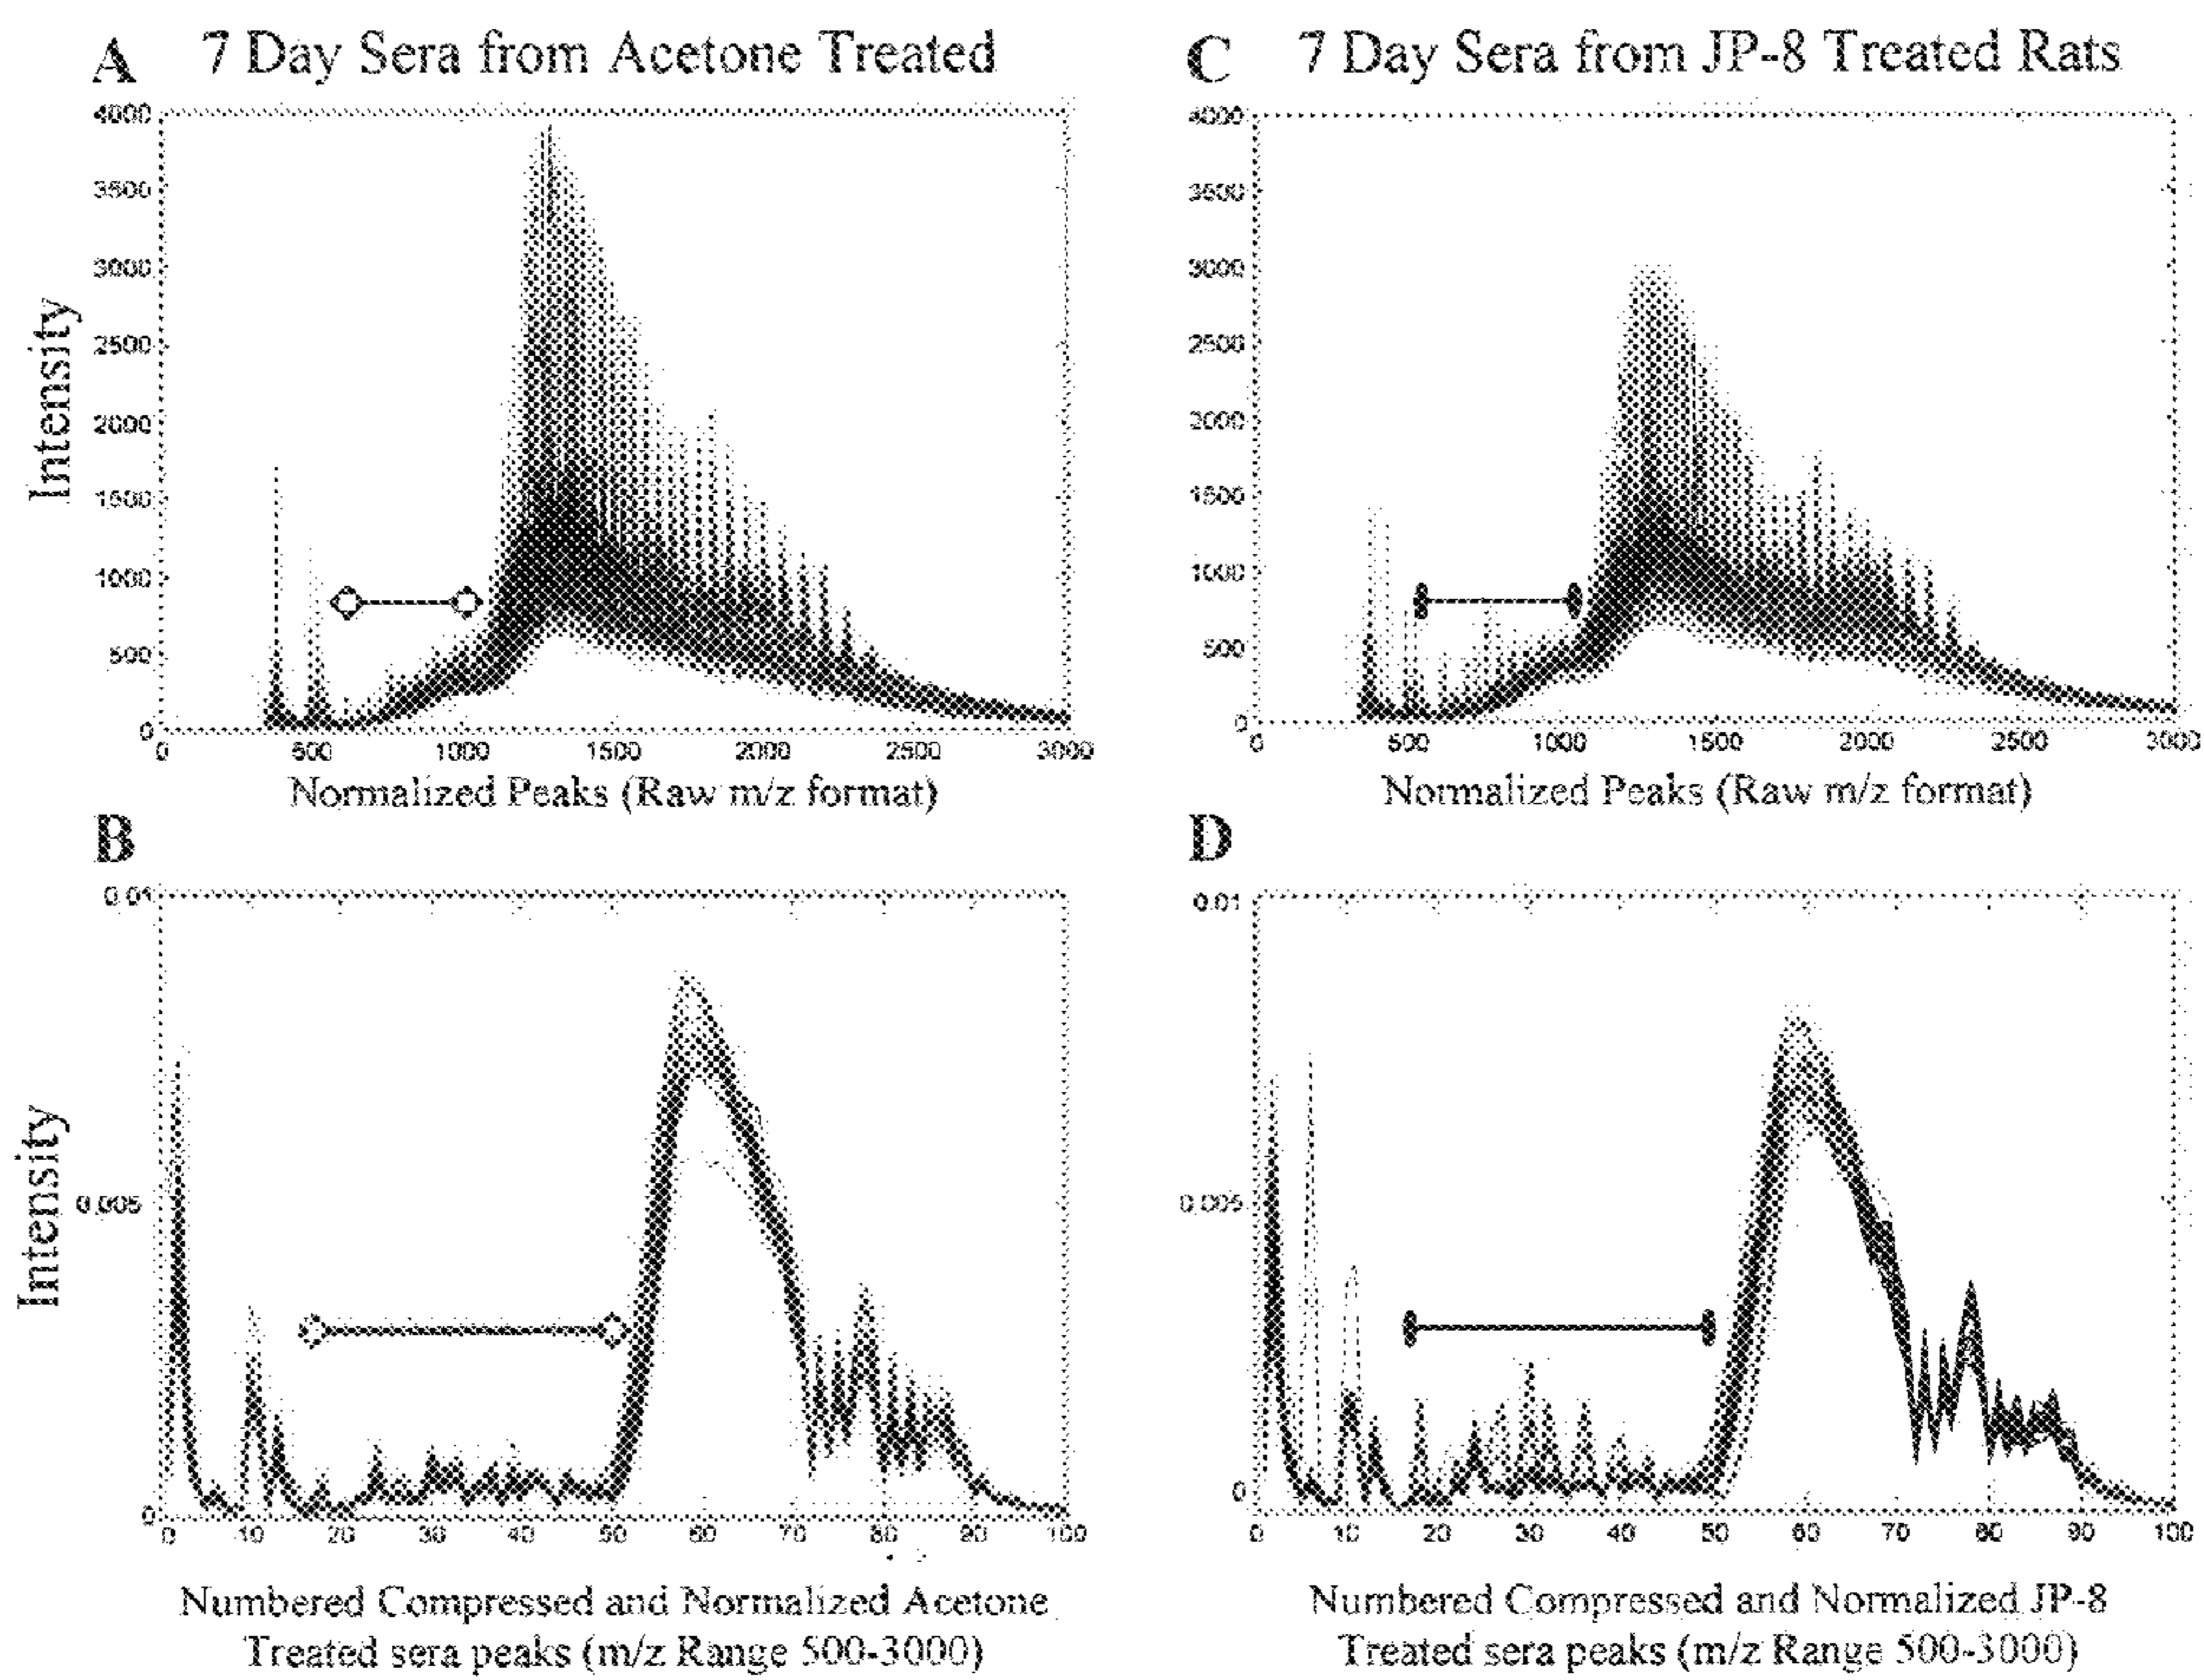 A 7 Day Sera from Acetone Treated
4000
3500
3000
2500
2000
1500
1000
500
0
Intensity
0 500 1000 1500 2000 2500 3000
Normalized Peaks (Raw m/z format)
C 7 Day Sera from JP-8 Treated Rats
4000
3500
3000
2500
2000
1500
1000
500
0
0 500 1000 1500 2000 2500 3000
Normalized Peaks (Raw m/z format)
B
0.01
0.005
0
Intensity
0 10 20 30 40 50 60 70 80 90 100
Numbered Compressed and Normalized Acetone
Treated sera peaks (m/z Range 500-3000)
D
0.01
0.005
0
0 10 20 30 40 50 60 70 80 90 100
Numbered Compressed and Normalized JP-8
Treated sera peaks (m/z Range 500-3000)